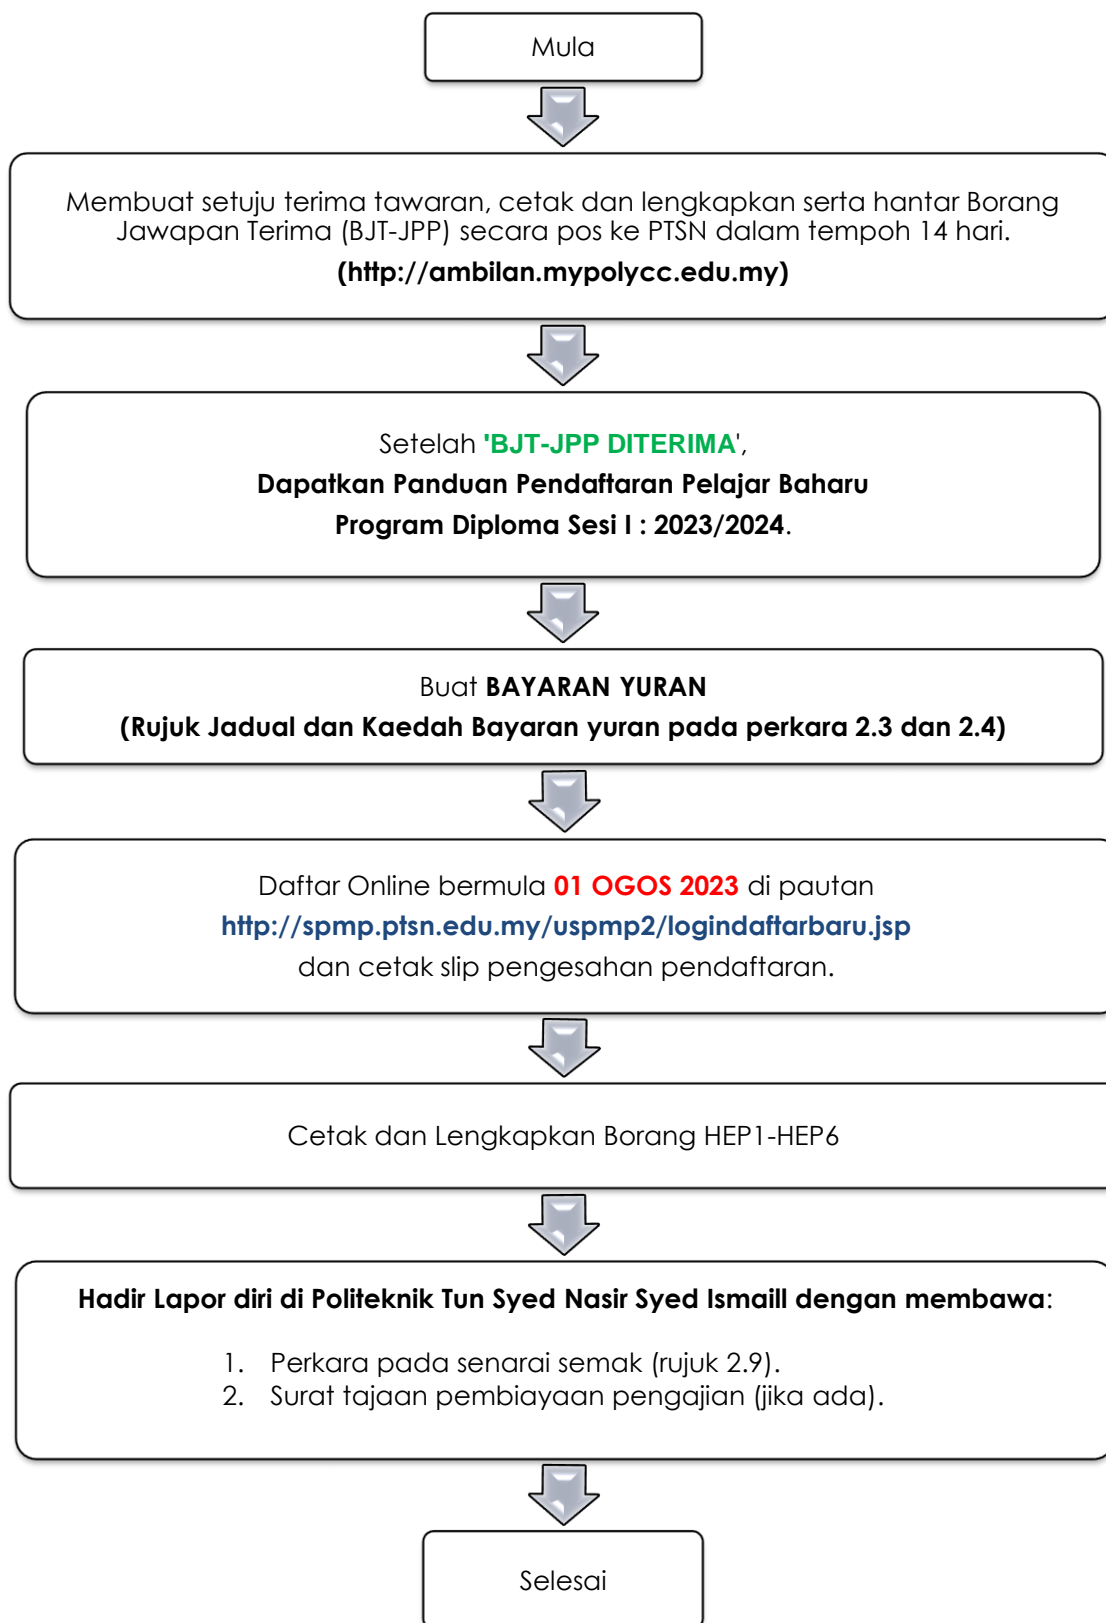 Mula
Membuat setuju terima tawaran, cetak dan lengkapkan serta hantar Borang
Jawapan Terima (BJT-JPP) secara pos ke PTSN dalam tempoh 14 hari.
(http://ambilan.mypolycc.edu.my)
Setelah 'BJT-JPP DITERIMA',
Dapatkan Panduan Pendaftaran Pelajar Baharu
Program Diploma Sesi I : 2023/2024.
Buat BAYARAN YURAN
(Rujuk Jadual dan Kaedah Bayaran yuran pada perkara 2.3 dan 2.4)
Daftar Online bermula 01 OGOS 2023 di pautan
http://spmp.ptsn.edu.my/uspmp2/logindaftarbaru.jsp
dan cetak slip pengesahan pendaftaran.
Cetak dan Lengkapkan Borang HEP1-HEP6
Hadir Lapor diri di Politeknik Tun Syed Nasir Syed Ismaill dengan membawa:
1. Perkara pada senarai semak (rujuk 2.9).
2. Surat tajaan pembiayaan pengajian (jika ada).
Selesai